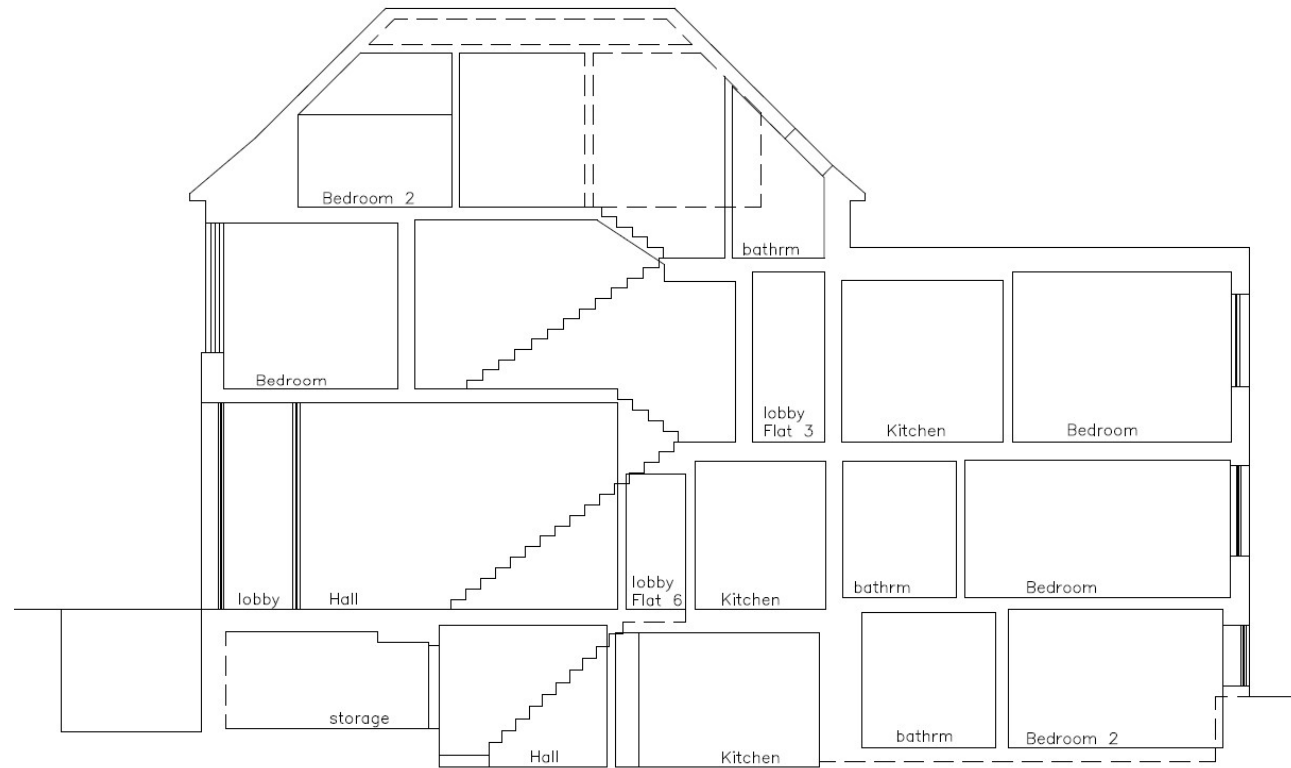 Bedroom 2
bathrm
Bedroom
lobby
Flat 3
Kitchen
Bedroom
lobby
Hall
lobby
Flat 6
Kitchen
bathrm
Bedroom
storage
Hall
Kitchen
bathrm
Bedroom 2